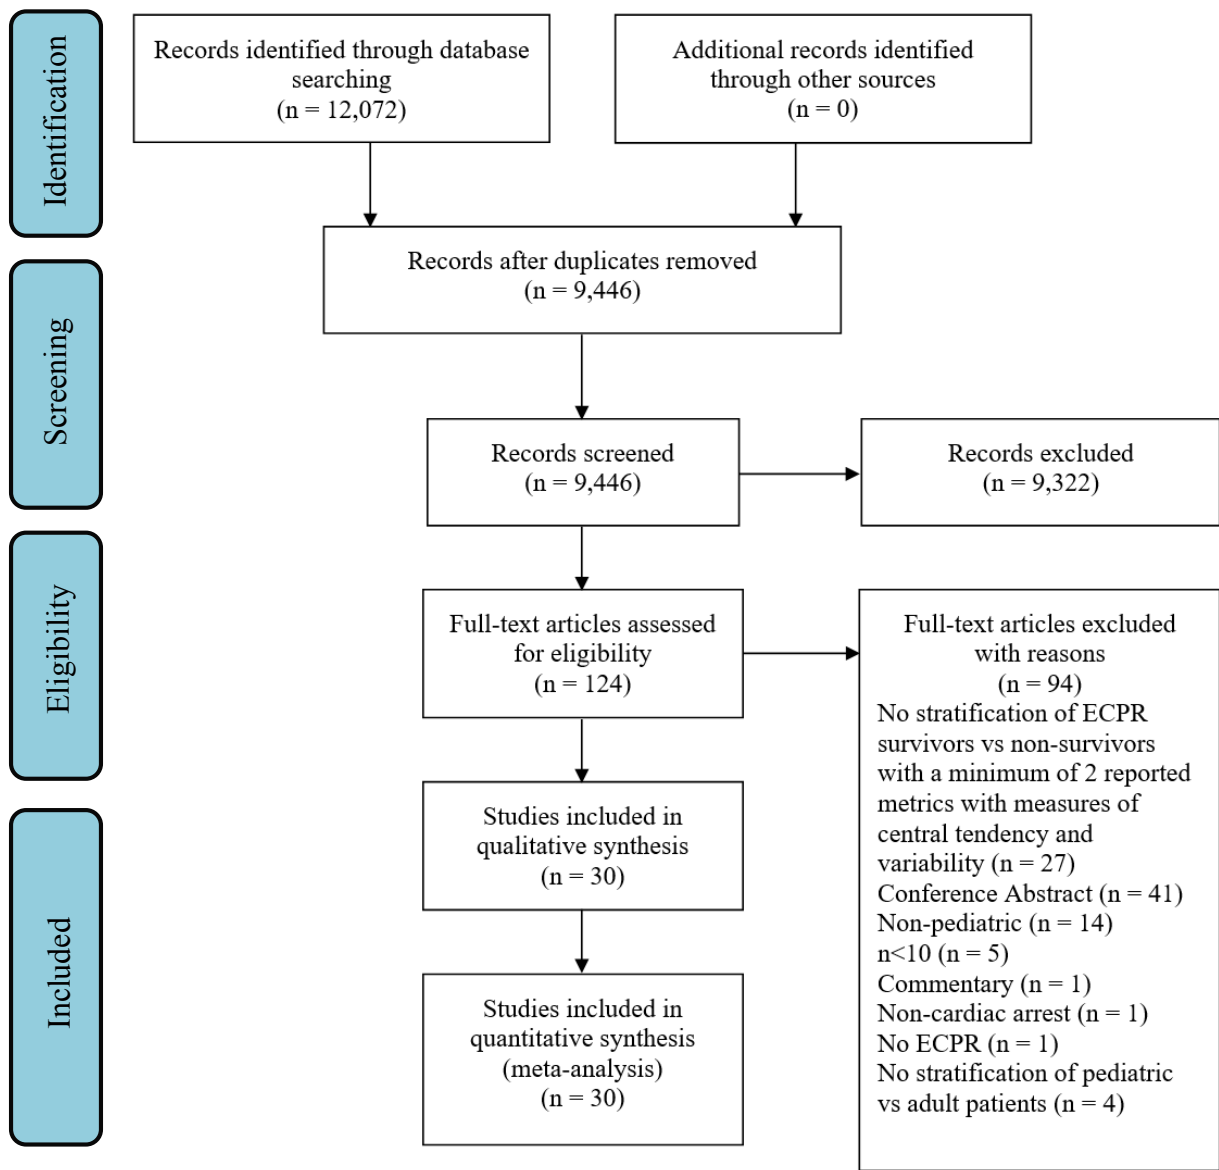 Identification
Records identified through database
searching
(n = 12,072)
Additional records identified
through other sources
(n = 0)
Records after duplicates removed
(n = 9,446)
Screening
Records screened
(n = 9,446)
Records excluded
(n = 9,322)
Eligibility
Full-text articles assessed
for eligibility
(n = 124)
Full-text articles excluded
with reasons
(n = 94)
No stratification of ECPR
survivors vs non-survivors
with a minimum of 2 reported
metrics with measures of
central tendency and
variability (n = 27)
Conference Abstract (n = 41)
Non-pediatric (n = 14)
n<10 (n = 5)
Commentary (n = 1)
Non-cardiac arrest (n = 1)
No ECPR (n = 1)
No stratification of pediatric
vs adult patients (n = 4)
Included
Studies included in
qualitative synthesis
(n = 30)
Studies included in
quantitative synthesis
(meta-analysis)
(n = 30)